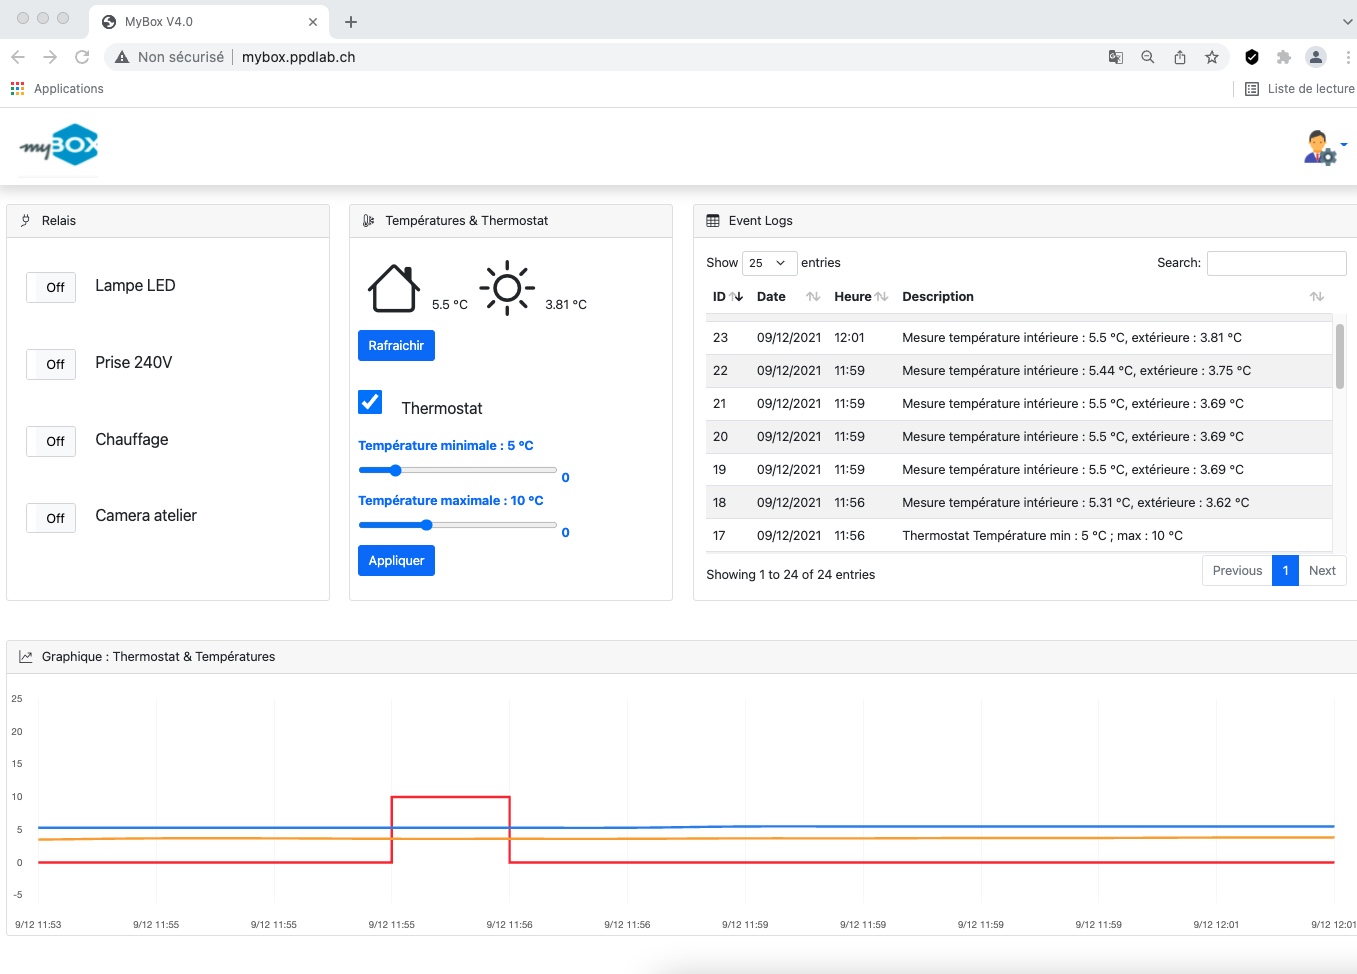 MyBox V4.0
Non sécurisé mybox.ppdlab.ch
Applications
Liste de lecture
myBOX
Relais
Off Lampe LED
Off Prise 240V
Off Chauffage
Off Camera atelier
Températures & Thermostat
5.5 °C 3.81 °C
Rafraichir
Thermostat
Température minimale : 5 °C
0
Température maximale : 10 °C
0
Appliquer
Event Logs
Show 25 entries Search:
ID Date Heure Description
23 09/12/2021 12:01 Mesure température intérieure : 5.5 °C, extérieure : 3.81 °C
22 09/12/2021 11:59 Mesure température intérieure : 5.44 °C, extérieure : 3.75 °C
21 09/12/2021 11:59 Mesure température intérieure : 5.5 °C, extérieure : 3.69 °C
20 09/12/2021 11:59 Mesure température intérieure : 5.5 °C, extérieure : 3.69 °C
19 09/12/2021 11:59 Mesure température intérieure : 5.5 °C, extérieure : 3.69 °C
18 09/12/2021 11:56 Mesure température intérieure : 5.31 °C, extérieure : 3.62 °C
17 09/12/2021 11:56 Thermostat Température min : 5 °C ; max : 10 °C
Showing 1 to 24 of 24 entries
Previous 1 Next
Graphique : Thermostat & Températures
25
20
15
10
5
0
-5
9/12 11:53 9/12 11:55 9/12 11:55 9/12 11:55 9/12 11:56 9/12 11:56 9/12 11:59 9/12 11:59 9/12 11:59 9/12 11:59 9/12 12:01 9/12 12:01